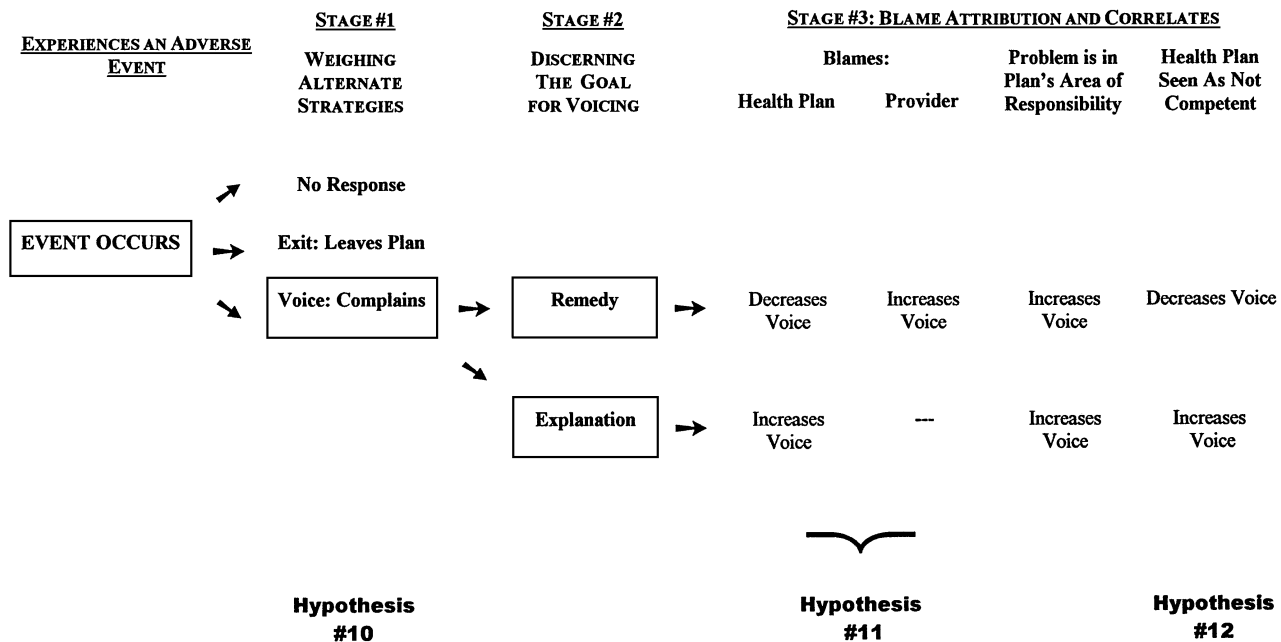 EXPERIENCES AN ADVERSE
EVENT
STAGE #1
WEIGHING
ALTERNATE
STRATEGIES
STAGE #2
DISCERNING
THE GOAL
FOR VOICING
STAGE #3: BLAME ATTRIBUTION AND CORRELATES
Blames:
Health Plan
Provider
Problem is in
Plan's Area of
Responsibility
Health Plan
Seen As Not
Competent
No Response
EVENT OCCURS
Exit: Leaves Plan
Voice: Complains
Remedy
Decreases
Voice
Increases
Voice
Increases
Voice
Decreases Voice
Explanation
Increases
Voice
---
Increases
Voice
Increases
Voice
Hypothesis
#10
Hypothesis
#11
Hypothesis
#12